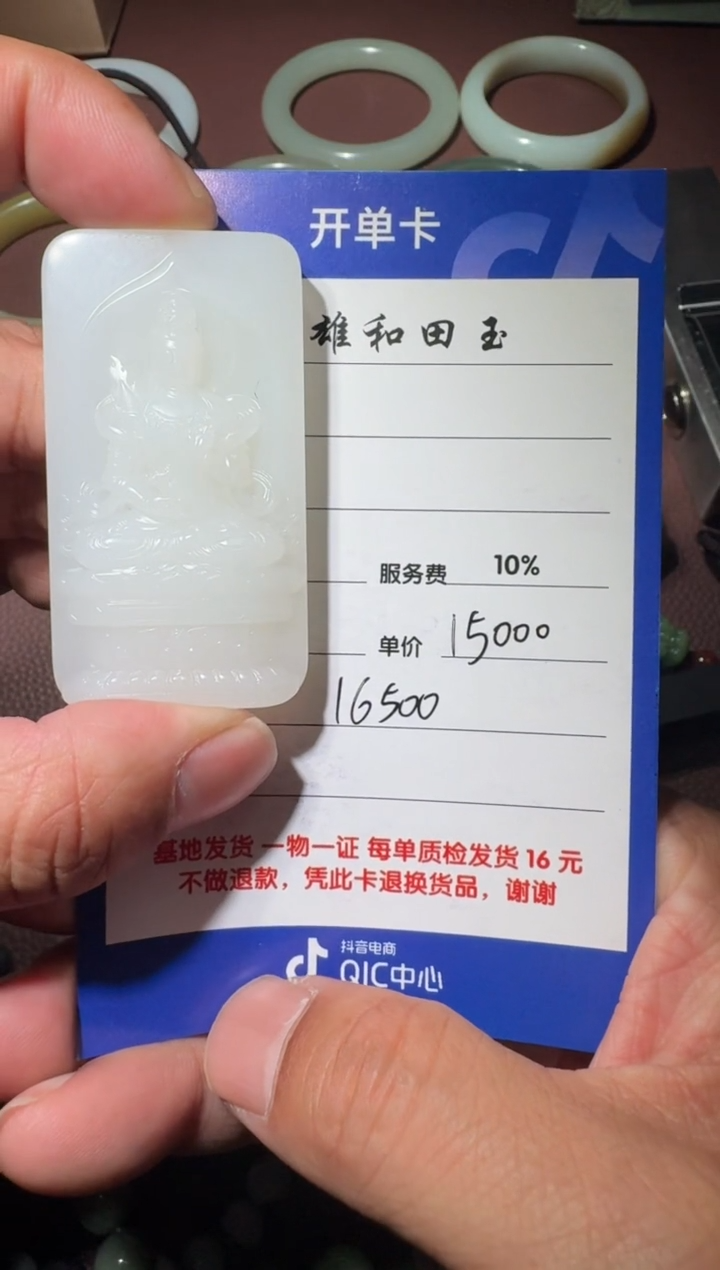 开单卡
雄和田玉
服务费 10%
单价 15000
16500
基地发货 一物一证 每单质检发货 16 元
不做退款，凭此卡退换货品，谢谢
抖音电商
QIC中心